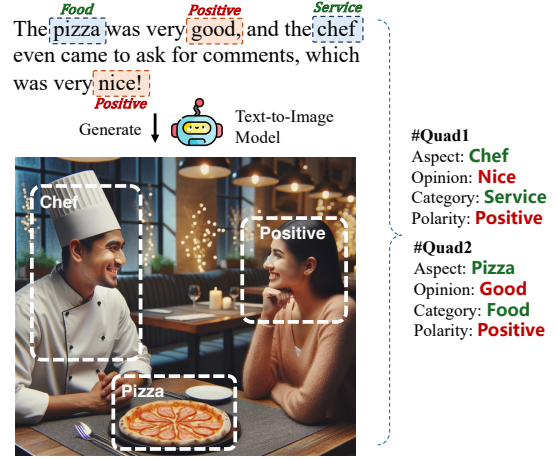 Food Positive Service
The pizza was very good, and the chef
even came to ask for comments, which
was very nice!
Positive
Generate
Text-to-Image
Model
Chef
Positive
Pizza
#Quad1
Aspect: Chef
Opinion: Nice
Category: Service
Polarity: Positive
#Quad2
Aspect: Pizza
Opinion: Good
Category: Food
Polarity: Positive